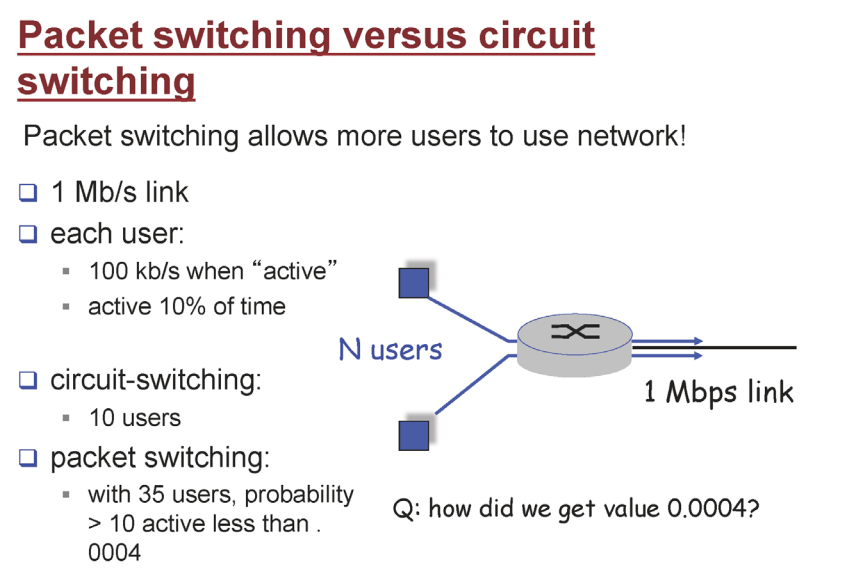 Packet switching versus circuit
switching
Packet switching allows more users to use network!
1 Mb/s link
each user:
100 kb/s when “active”
active 10% of time
N users
circuit-switching:
1 Mbps link
10 users
packet switching:
with 35 users, probability
> 10 active less than .
0004
Q: how did we get value 0.0004?